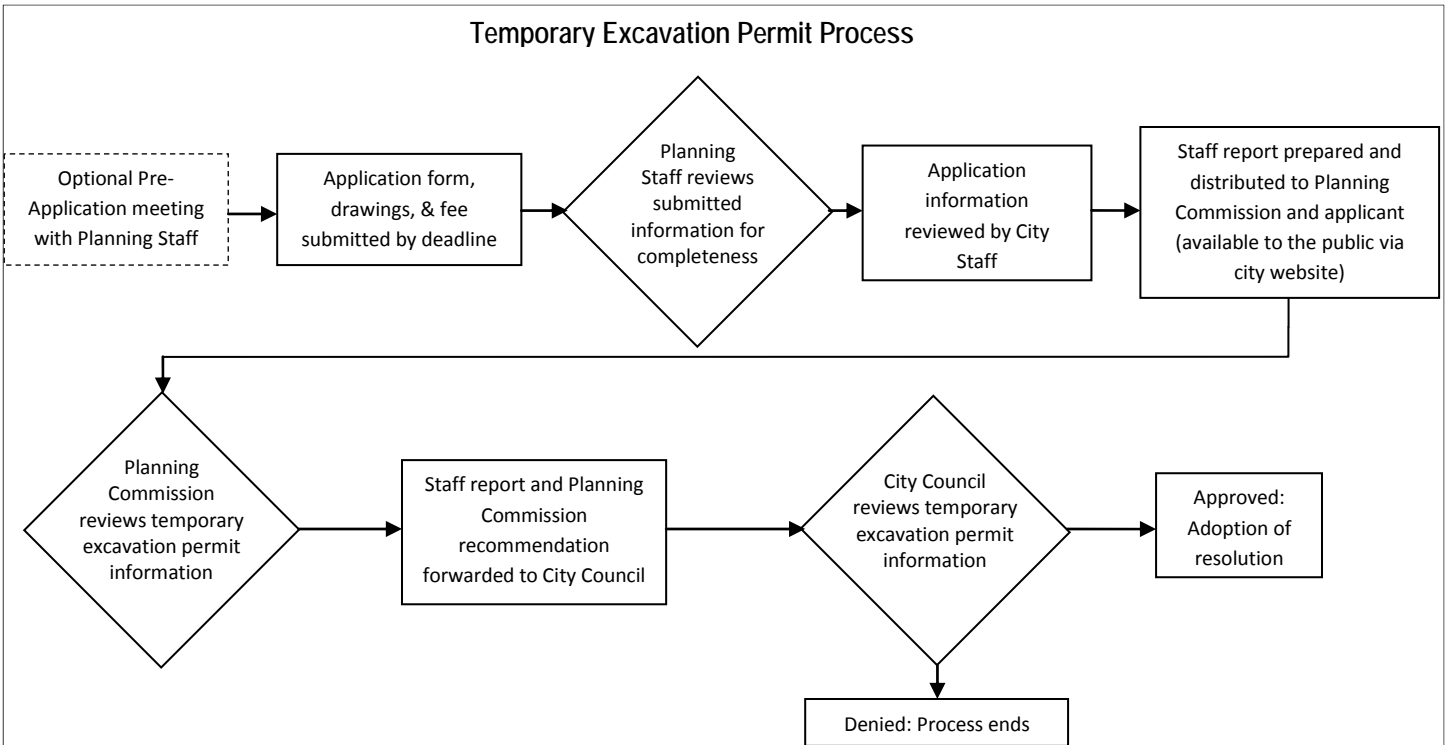 Temporary Excavation Permit Process
Optional Pre-
Application meeting
with Planning Staff
Application form,
drawings, & fee
submitted by deadline
Planning
Staff reviews
submitted
information for
completeness
Application
information
reviewed by City
Staff
Staff report prepared and
distributed to Planning
Commission and applicant
(available to the public via
city website)
Planning
Commission
reviews temporary
excavation permit
information
Staff report and Planning
Commission
recommendation
forwarded to City Council
City Council
reviews temporary
excavation permit
information
Approved:
Adoption of
resolution
Denied: Process ends